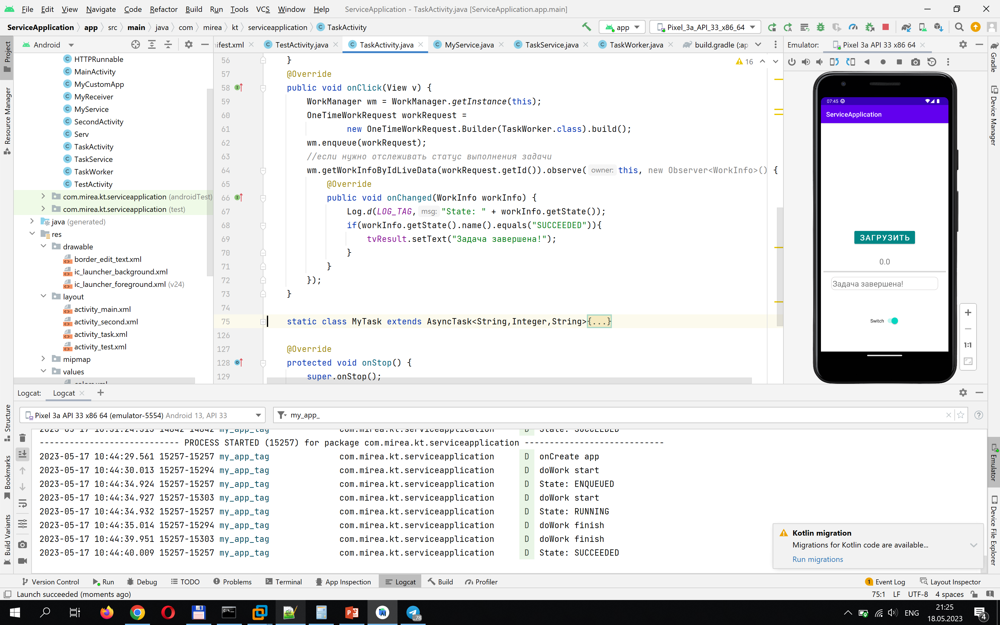 File Edit View Navigate Code Refactor Build Run Tools VCS Window Help ServiceApplication - TaskActivity.java [ServiceApplication.app.main]
ServiceApplication app src main java com mirea kt serviceapplication TaskActivity app Pixel_3a_API_33_x86_64
Project
Resource Manager
Structure
Bookmarks
Build Variants
Android
HTTPRunnable
MainActivity
MyCustomApp
MyReceiver
MyService
SecondActivity
Serv
TaskActivity
TaskService
TaskWorker
TestActivity
com.mirea.kt.serviceapplication (androidTest)
com.mirea.kt.serviceapplication (test)
java (generated)
res
drawable
border_edit_text.xml
ic_launcher_background.xml
ic_launcher_foreground.xml (v24)
layout
activity_main.xml
activity_second.xml
activity_task.xml
activity_test.xml
mipmap
values
colors.xml
ifest.xml TestActivity.java TaskActivity.java MyService.java TaskService.java TaskWorker.java build.gradle (:ap
16
56 }
57 @Override
58 public void onClick(View v) {
59 WorkManager wm = WorkManager.getInstance(this);
60 OneTimeWorkRequest workRequest =
61 new OneTimeWorkRequest.Builder(TaskWorker.class).build();
62 wm.enqueue(workRequest);
63 //если нужно отслеживать статус выполнения задачи
64 wm.getWorkInfoByIdLiveData(workRequest.getId()).observe( owner: this, new Observer<WorkInfo>() {
65 @Override
66 public void onChanged(WorkInfo workInfo) {
67 Log.d(LOG_TAG, msg: "State: " + workInfo.getState());
68 if(workInfo.getState().name().equals("SUCCEEDED")){
69 tvResult.setText("Задача завершена!");
70 }
71 }
72 });
73 }
74
75 static class MyTask extends AsyncTask<String,Integer,String>{...}
126
127 @Override
128 protected void onStop() {
129 super.onStop();
Emulator: Pixel 3a API 33 x86 64
07:45
ServiceApplication
ЗАГРУЗИТЬ
0.0
Задача завершена!
Switch
1:1
Gradle
Device Manager
Emulator
Device File Explorer
Logcat: Logcat
Pixel 3a API 33 x86 64 (emulator-5554) Android 13, API 33 my_app_
2023-05-17 10:31:24.313 14842-14842 my_app_tag com.mirea.kt.serviceapplication D State: SUCCEEDED
---------------------------- PROCESS STARTED (15257) for package com.mirea.kt.serviceapplication ----------------------------
2023-05-17 10:44:29.561 15257-15257 my_app_tag com.mirea.kt.serviceapplication D onCreate app
2023-05-17 10:44:30.013 15257-15294 my_app_tag com.mirea.kt.serviceapplication D doWork start
2023-05-17 10:44:34.924 15257-15257 my_app_tag com.mirea.kt.serviceapplication D State: ENQUEUED
2023-05-17 10:44:34.927 15257-15303 my_app_tag com.mirea.kt.serviceapplication D doWork start
2023-05-17 10:44:34.932 15257-15257 my_app_tag com.mirea.kt.serviceapplication D State: RUNNING
2023-05-17 10:44:35.014 15257-15294 my_app_tag com.mirea.kt.serviceapplication D doWork finish
2023-05-17 10:44:39.951 15257-15303 my_app_tag com.mirea.kt.serviceapplication D doWork finish
2023-05-17 10:44:40.009 15257-15257 my_app_tag com.mirea.kt.serviceapplication D State: SUCCEEDED
Kotlin migration
Migrations for Kotlin code are available...
Run migrations
Version Control Run Debug TODO Problems Terminal App Inspection Logcat Build Profiler 1 Event Log Layout Inspector
Launch succeeded (moments ago) 75:1 LF UTF-8 4 spaces
..78
ENG
21:25
18.05.2023
4